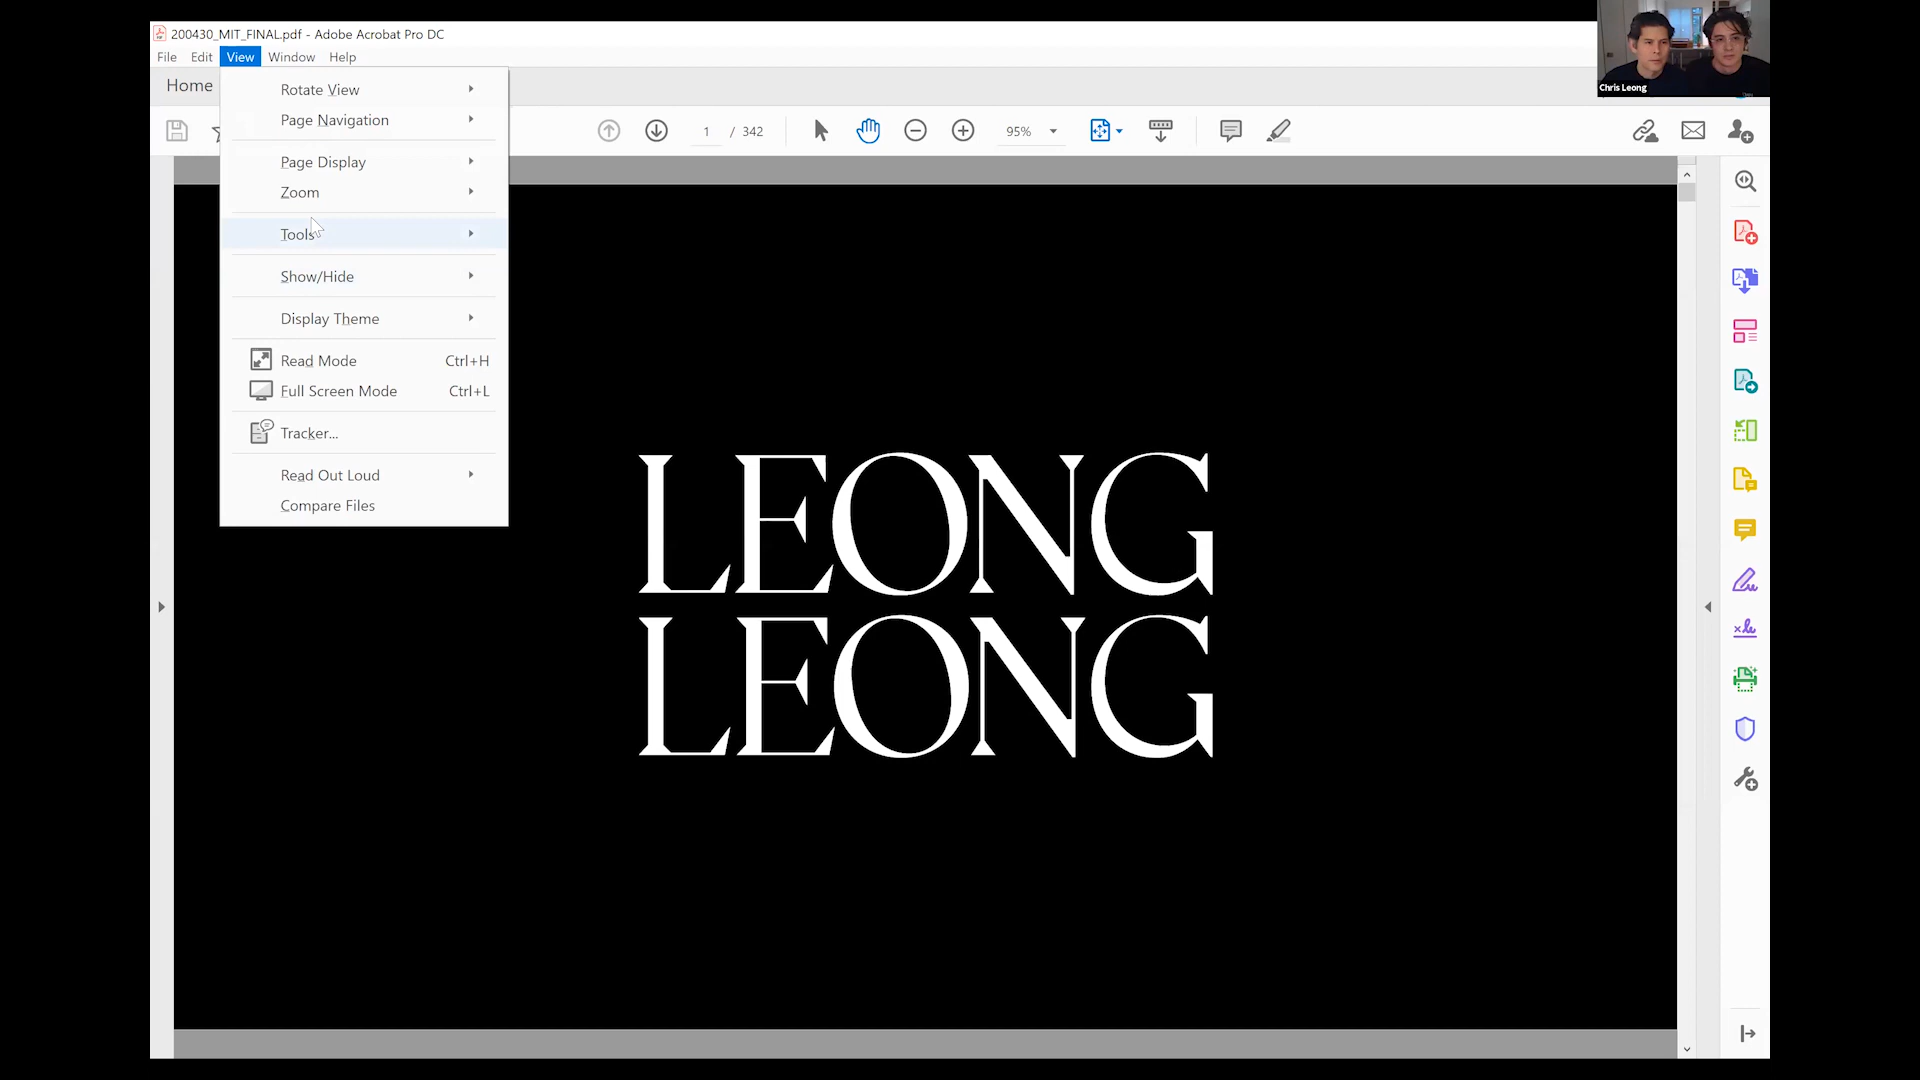 200430_MIT_FINAL.pdf - Adobe Acrobat Pro DC
File Edit View Window Help
Home
Chris Leong
1 / 342
95%
Rotate View
Page Navigation
Page Display
Zoom
Tools
Show/Hide
Display Theme
Read Mode Ctrl+H
Full Screen Mode Ctrl+L
Tracker...
Read Out Loud
Compare Files
LEONG
LEONG